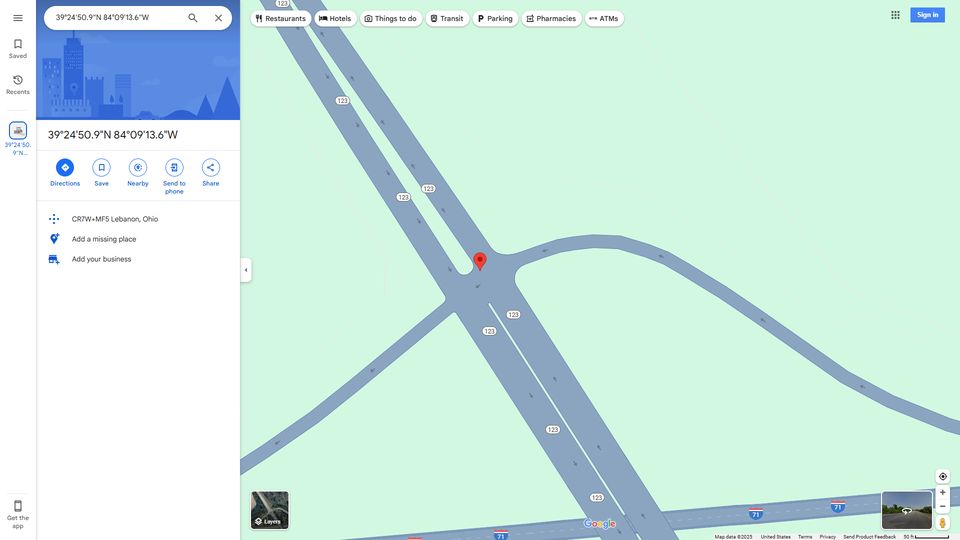 39°24'50.9"N 84°09'13.6"W
Restaurants
Hotels
Things to do
Transit
Parking
Pharmacies
ATMs
Sign in
Saved
Recents
39°24'50.
9"N...
39°24'50.9"N 84°09'13.6"W
Directions
Save
Nearby
Send to
phone
Share
CR7W+MF5 Lebanon, Ohio
Add a missing place
Add your business
Get the
app
123
123
123
123
123
123
123
123
71
71
71
Layers
Google
Map data ©2025
United States
Terms
Privacy
Send Product Feedback
50 ft